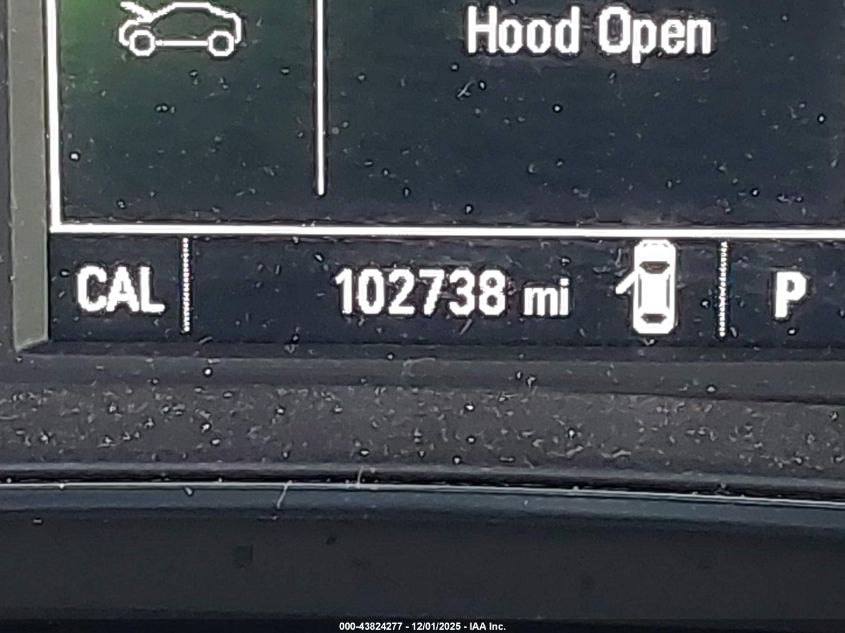 Hood Open
CAL 102738 mi P
000-43824277 - 12/01/2025 - IAA Inc.